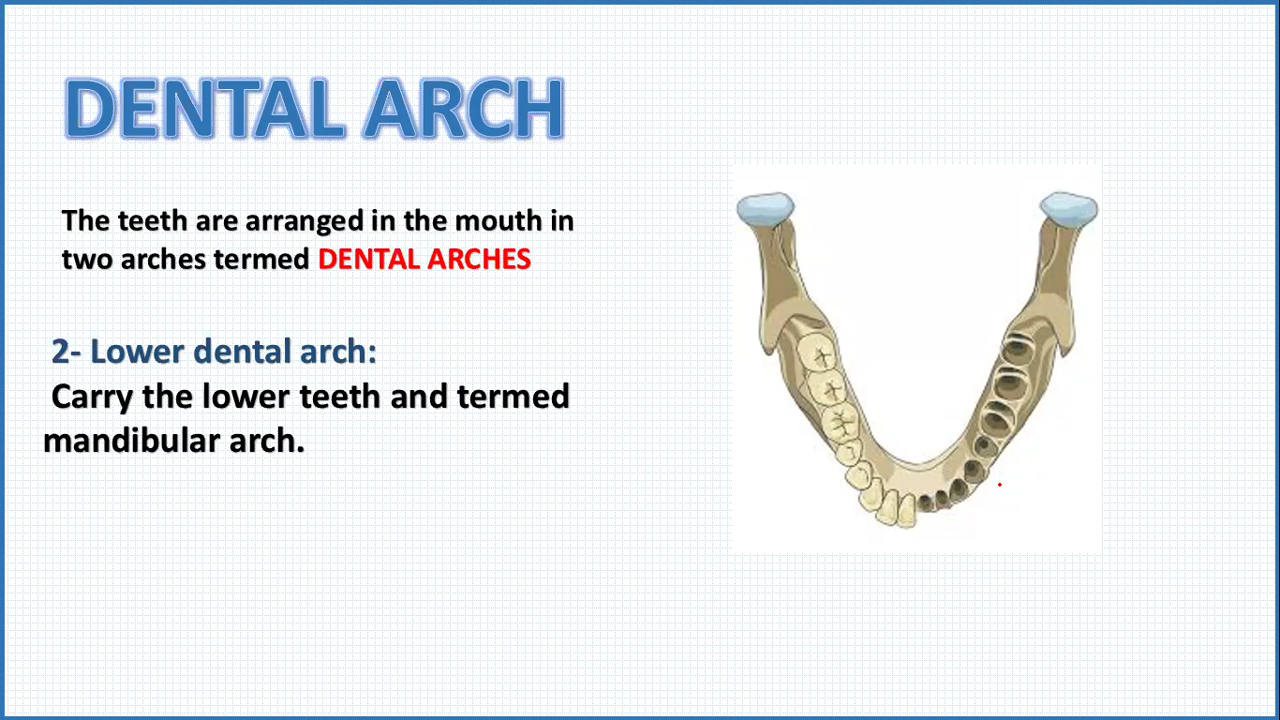 DENTAL ARCH
The teeth are arranged in the mouth in
two arches termed DENTAL ARCHES
2- Lower dental arch:
Carry the lower teeth and termed
mandibular arch.